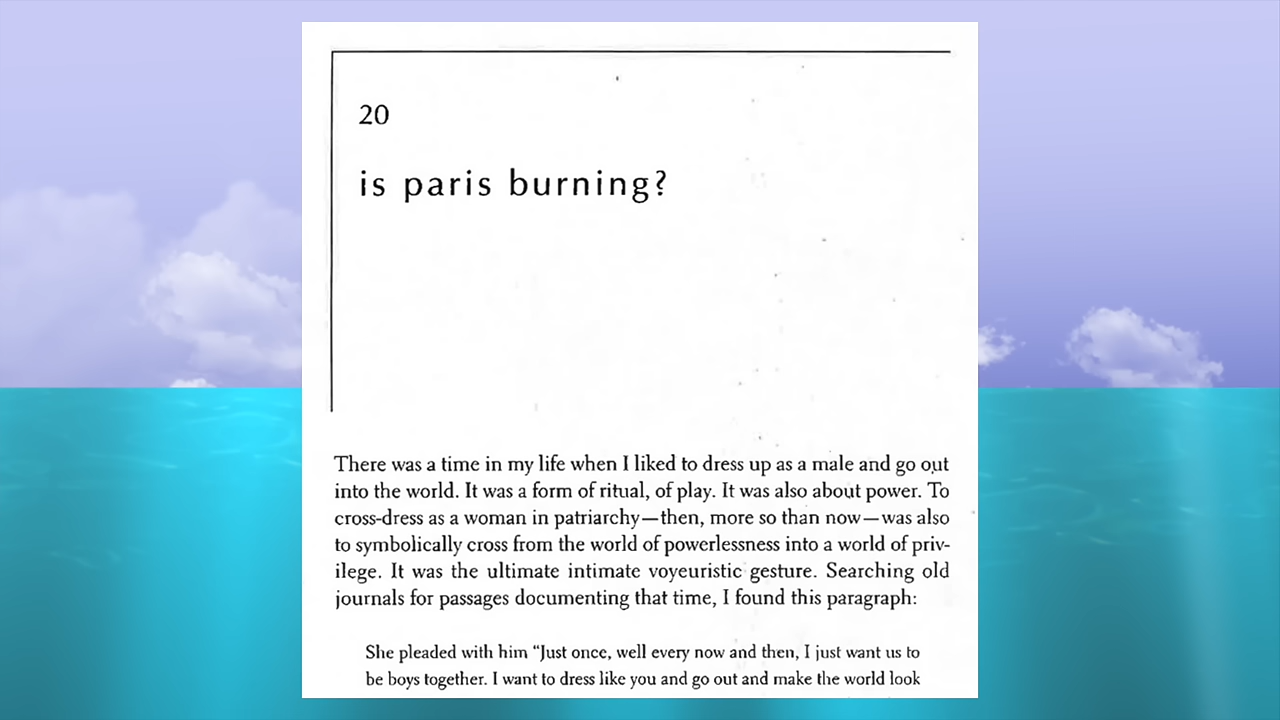 20
is paris burning?
There was a time in my life when I liked to dress up as a male and go out
into the world. It was a form of ritual, of play. It was also about power. To
cross-dress as a woman in patriarchy—then, more so than now—was also
to symbolically cross from the world of powerlessness into a world of priv-
ilege. It was the ultimate intimate voyeuristic gesture. Searching old
journals for passages documenting that time, I found this paragraph:
She pleaded with him “Just once, well every now and then, I just want us to
be boys together. I want to dress like you and go out and make the world look